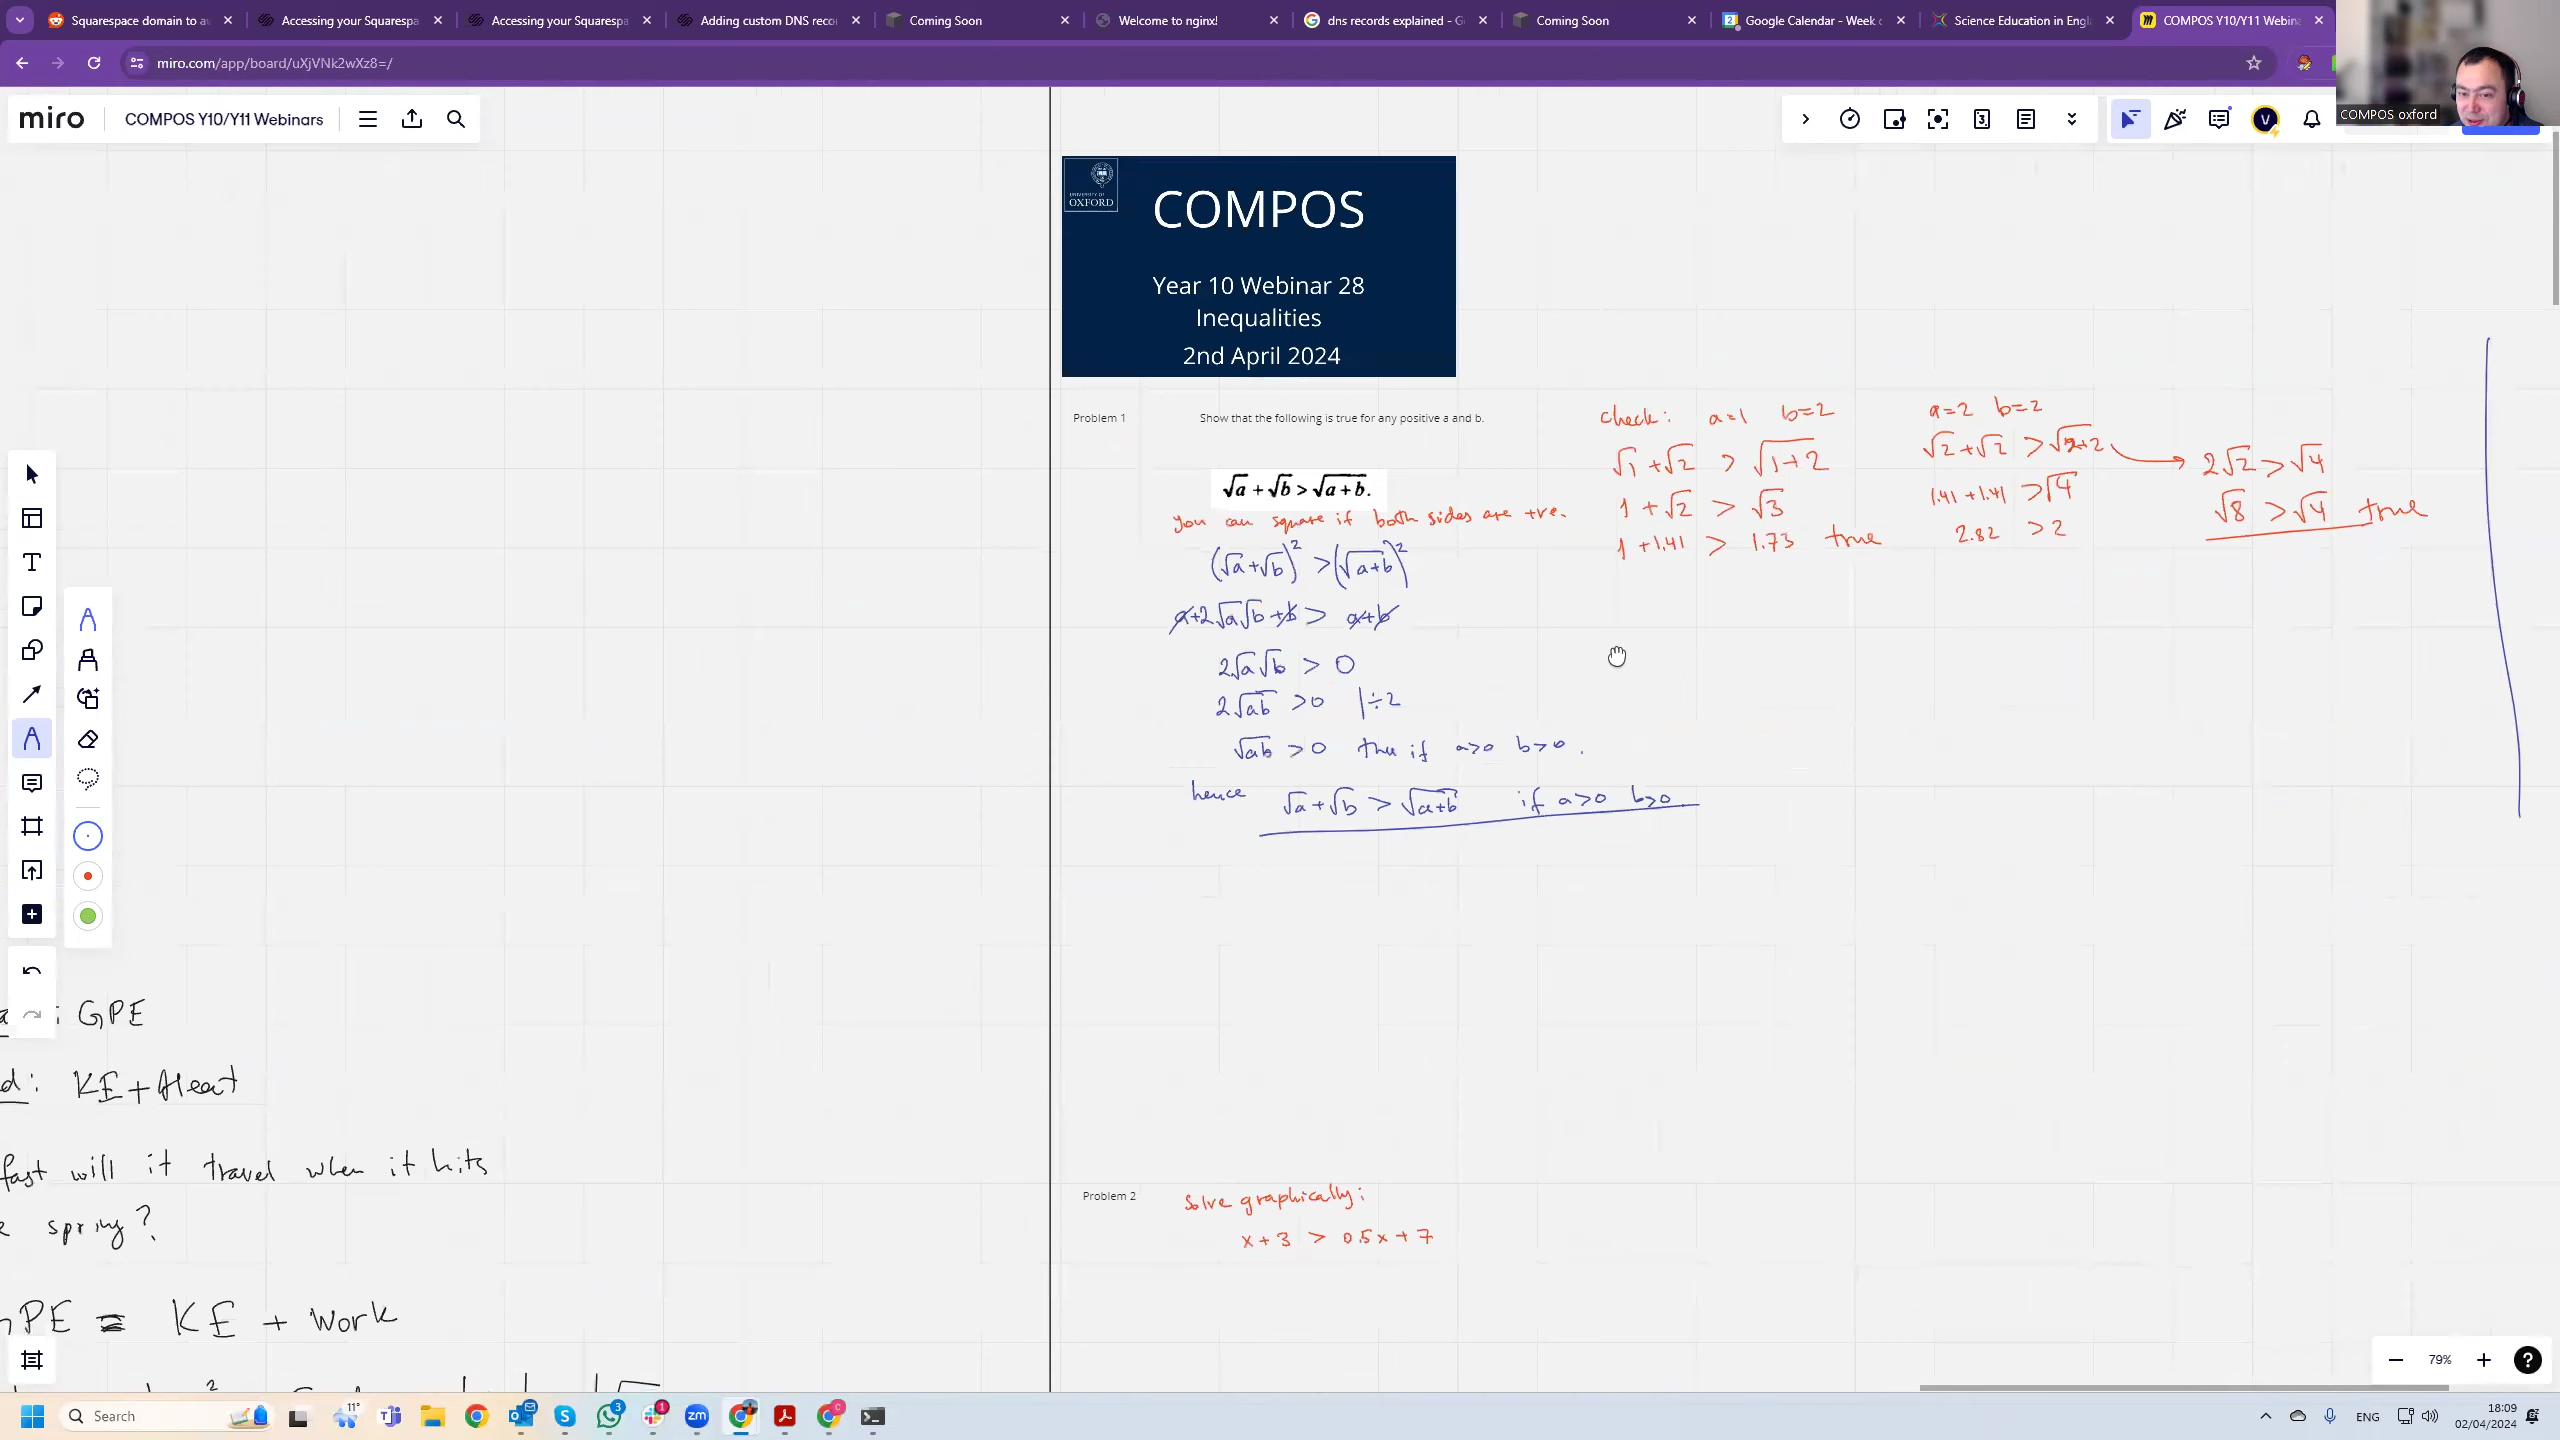 Squarespace domain to aw
Accessing your Squarespa
Accessing your Squarespa
Adding custom DNS reco
Coming Soon
Welcome to nginx!
dns records explained - G
Coming Soon
Google Calendar - Week o
Science Education in Engl
COMPOS Y10/Y11 Webina
miro.com/app/board/uXjVNk2wXz8=/
miro
COMPOS Y10/Y11 Webinars
V
COMPOS oxford
UNIVERSITY OF
OXFORD
COMPOS
Year 10 Webinar 28
Inequalities
2nd April 2024
Problem 1
Show that the following is true for any positive a and b.
√a + √b > √(a + b).
you can square if both sides are +ve.
(√a+√b)² > (√(a+b))²
a+2√a√b+b > a+b
2√a√b > 0
2√ab > 0 | ÷2
√ab > 0 true if a>0 b>0.
hence √a+√b > √(a+b) if a>0 b>0
check: a=1 b=2
√1 + √2 > √(1+2)
1 + √2 > √3
1 + 1.41 > 1.73 true
a=2 b=2
√2 + √2 > √(2+2)
1.41 + 1.41 > √4
2.82 > 2
2√2 > √4
√8 > √4 true
: GPE
d: KE + Heat
fast will it travel when it hits
e spring?
PE = KE + Work
Problem 2
Solve graphically:
x + 3 > 0.5x + 7
79%
Search
11°
3
1
ENG
18:09
02/04/2024